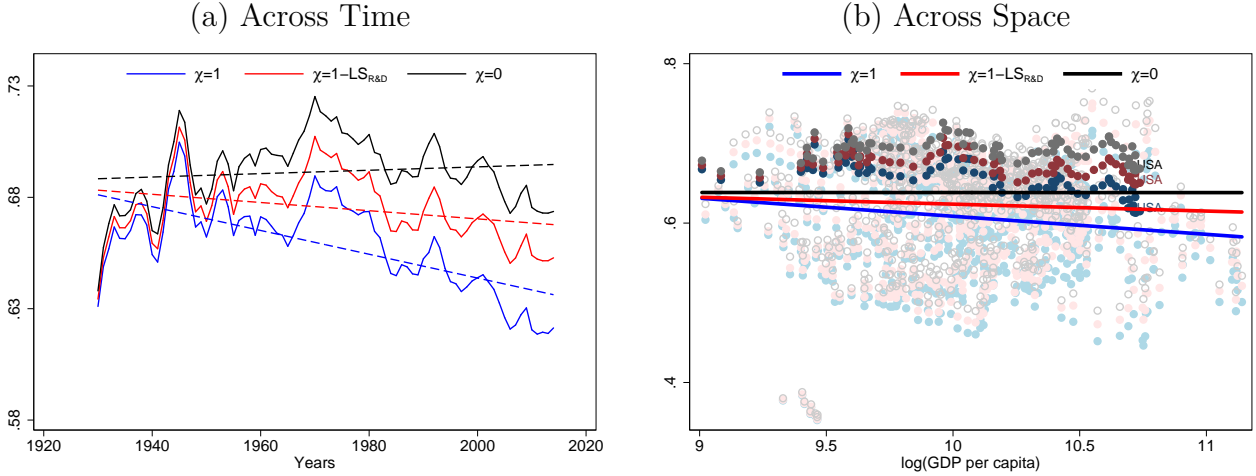 (a) Across Time
χ=1 χ=1−LS_R&D χ=0
.73
.68
.63
.58
1920 1940 1960 1980 2000 2020
Years
(b) Across Space
χ=1 χ=1−LS_R&D χ=0
.8
.6
.4
USA
USA
USA
9 9.5 10 10.5 11
log(GDP per capita)